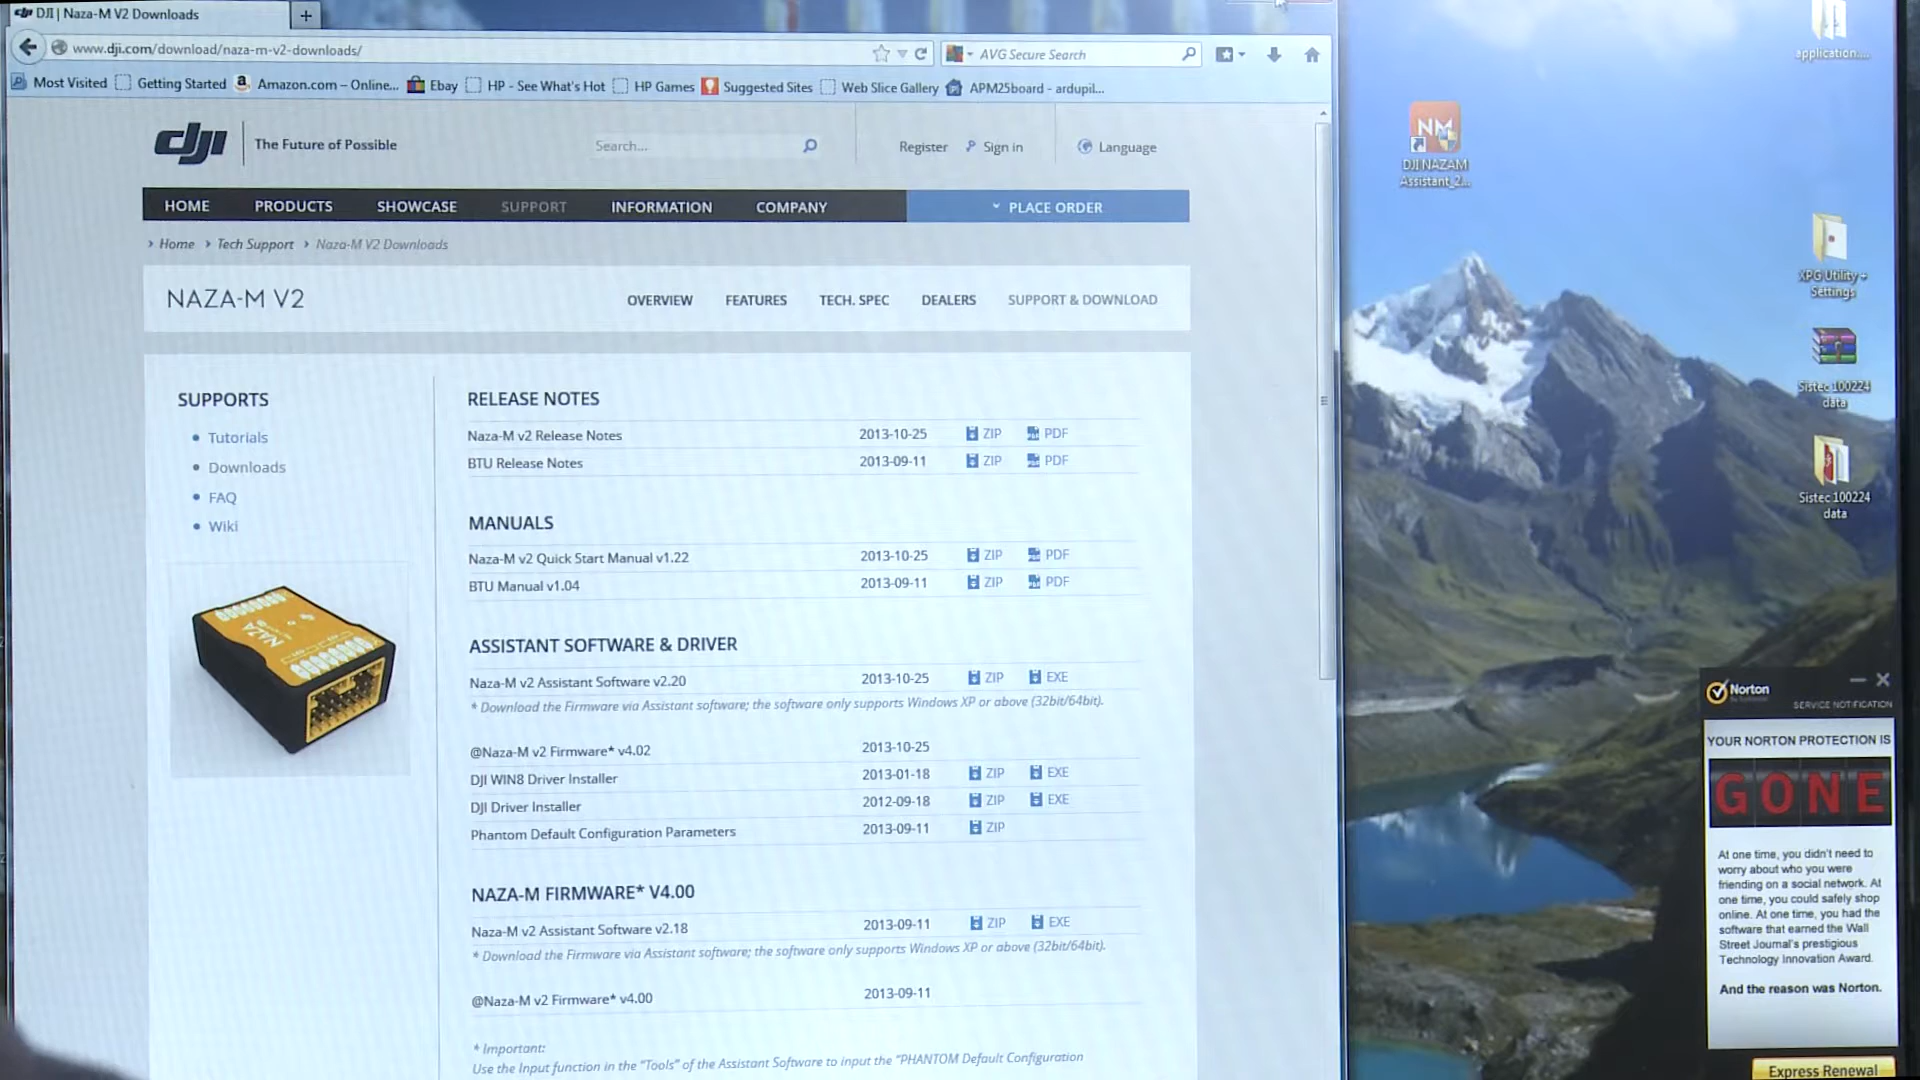 DJI | Naza-M V2 Downloads
www.dji.com/download/naza-m-v2-downloads/
AVG Secure Search
Most Visited Getting Started Amazon.com – Online... Ebay HP - See What's Hot HP Games Suggested Sites Web Slice Gallery APM25board - ardupil...
dji The Future of Possible Search... Register Sign in Language
HOME PRODUCTS SHOWCASE SUPPORT INFORMATION COMPANY PLACE ORDER
Home Tech Support Naza-M V2 Downloads
NAZA-M V2 OVERVIEW FEATURES TECH. SPEC DEALERS SUPPORT & DOWNLOAD
SUPPORTS
Tutorials
Downloads
FAQ
Wiki
NAZA
RELEASE NOTES
Naza-M v2 Release Notes 2013-10-25 ZIP PDF
BTU Release Notes 2013-09-11 ZIP PDF
MANUALS
Naza-M v2 Quick Start Manual v1.22 2013-10-25 ZIP PDF
BTU Manual v1.04 2013-09-11 ZIP PDF
ASSISTANT SOFTWARE & DRIVER
Naza-M v2 Assistant Software v2.20 2013-10-25 ZIP EXE
* Download the Firmware via Assistant software; the software only supports Windows XP or above (32bit/64bit).
@Naza-M v2 Firmware* v4.02 2013-10-25
DJI WIN8 Driver Installer 2013-01-18 ZIP EXE
DJI Driver Installer 2012-09-18 ZIP EXE
Phantom Default Configuration Parameters 2013-09-11 ZIP
NAZA-M FIRMWARE* V4.00
Naza-M v2 Assistant Software v2.18 2013-09-11 ZIP EXE
* Download the Firmware via Assistant software; the software only supports Windows XP or above (32bit/64bit).
@Naza-M v2 Firmware* v4.00 2013-09-11
* Important:
Use the Input function in the "Tools" of the Assistant Software to input the "PHANTOM Default Configuration
application....
NM
DJI NAZAM
Assistant_2...
XPG Utility +
Settings
Sistec 100224
data
Sistec 100224
data
Norton
SERVICE NOTIFICATION
YOUR NORTON PROTECTION IS
GONE
At one time, you didn't need to
worry about who you were
friending on a social network. At
one time, you could safely shop
online. At one time, you had the
software that earned the Wall
Street Journal's prestigious
Technology Innovation Award.
And the reason was Norton.
Express Renewal